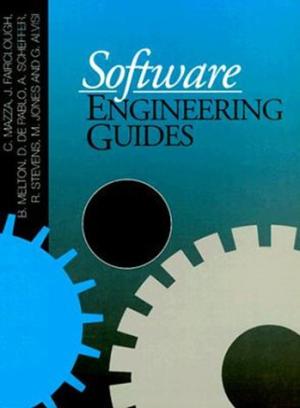 Software
ENGINEERING
GUIDES
C. MAZZA, J. FAIRCLOUGH,
B. MELTON, D. DE PABLO, A. SCHEFFER,
R. STEVENS, M. JONES AND G. ALVISI